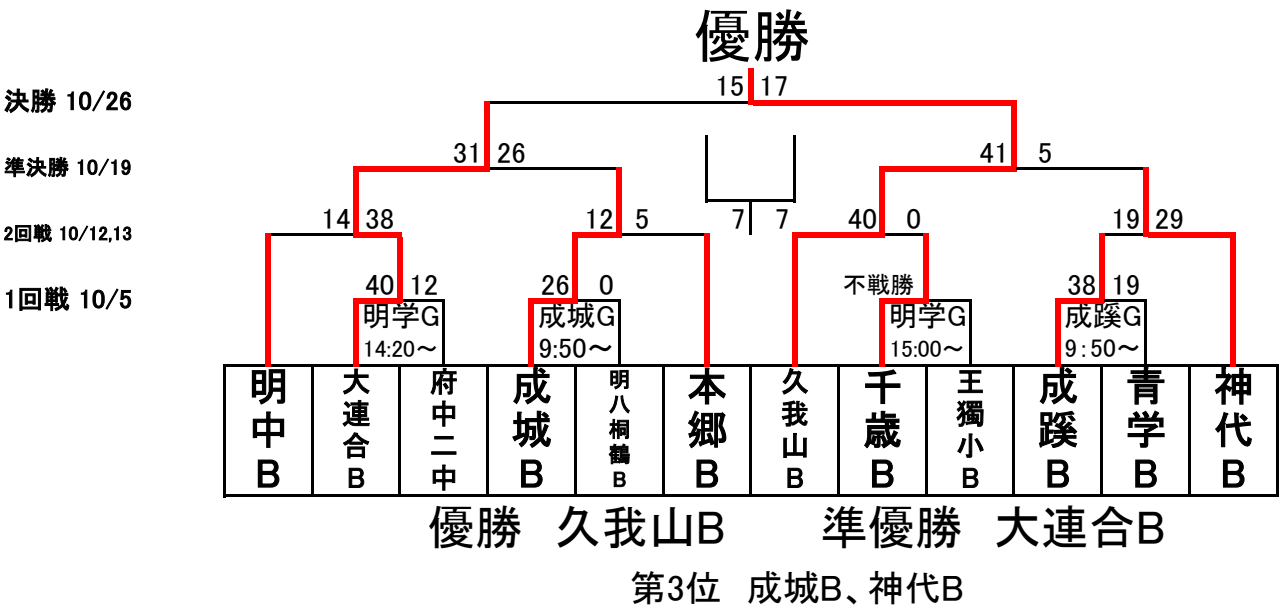 優勝
決勝 10/26
15 17
準決勝 10/19
31 26
41 5
2回戦 10/12,13
14 38
12 5
7 7
40 0
19 29
1回戦 10/5
40 12
26 0
不戦勝
38 19
明学G
14:20～
成城G
9:50～
明学G
15:00～
成蹊G
9:50～
明中B
大連合B
府中二中
成城B
明八桐鶴B
本郷B
久我山B
千歳B
王獨小B
成蹊B
青学B
神代B
優勝 久我山B 準優勝 大連合B
第3位 成城B、神代B